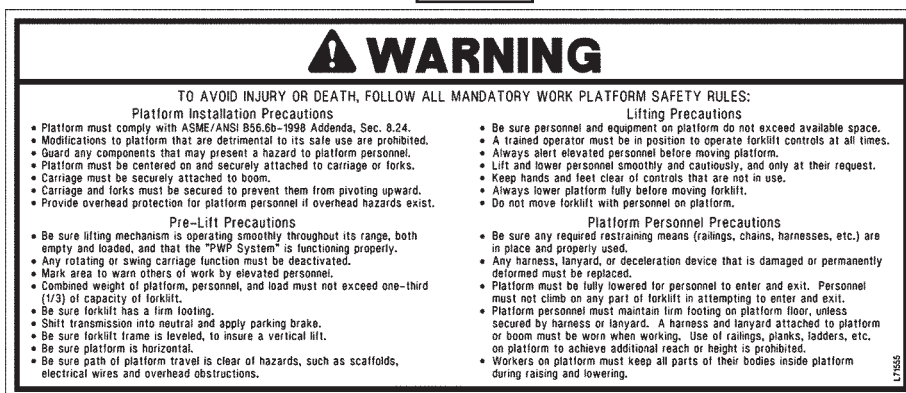 WARNING
TO AVOID INJURY OR DEATH, FOLLOW ALL MANDATORY WORK PLATFORM SAFETY RULES:
Platform Installation Precautions
• Platform must comply with ASME/ANSI B56.6b-1998 Addenda, Sec. 8.24.
• Modifications to platform that are detrimental to its safe use are prohibited.
• Guard any components that may present a hazard to platform personnel.
• Platform must be centered on and securely attached to carriage or forks.
• Carriage must be securely attached to boom.
• Carriage and forks must be secured to prevent them from pivoting upward.
• Provide overhead protection for platform personnel if overhead hazards exist.
Pre-Lift Precautions
• Be sure lifting mechanism is operating smoothly throughout its range, both
empty and loaded, and that the "PWP System" is functioning properly.
• Any rotating or swing carriage function must be deactivated.
• Mark area to warn others of work by elevated personnel.
• Combined weight of platform, personnel, and load must not exceed one-third
(1/3) of capacity of forklift.
• Be sure forklift has a firm footing.
• Shift transmission into neutral and apply parking brake.
• Be sure forklift frame is leveled, to insure a vertical lift.
• Be sure platform is horizontal.
• Be sure path of platform travel is clear of hazards, such as scaffolds,
electrical wires and overhead obstructions.
Lifting Precautions
• Be sure personnel and equipment on platform do not exceed available space.
• A trained operator must be in position to operate forklift controls at all times.
• Always alert elevated personnel before moving platform.
• Lift and lower personnel smoothly and cautiously, and only at their request.
• Keep hands and feet clear of controls that are not in use.
• Always lower platform fully before moving forklift.
• Do not move forklift with personnel on platform.
Platform Personnel Precautions
• Be sure any required restraining means (railings, chains, harnesses, etc.) are
in place and properly used.
• Any harness, lanyard, or deceleration device that is damaged or permanently
deformed must be replaced.
• Platform must be fully lowered for personnel to enter and exit. Personnel
must not climb on any part of forklift in attempting to enter and exit.
• Platform personnel must maintain firm footing on platform floor, unless
secured by harness or lanyard. A harness and lanyard attached to platform
or boom must be worn when working. Use of railings, planks, ladders, etc.
on platform to achieve additional reach or height is prohibited.
• Workers on platform must keep all parts of their bodies inside platform
during raising and lowering.
L71555